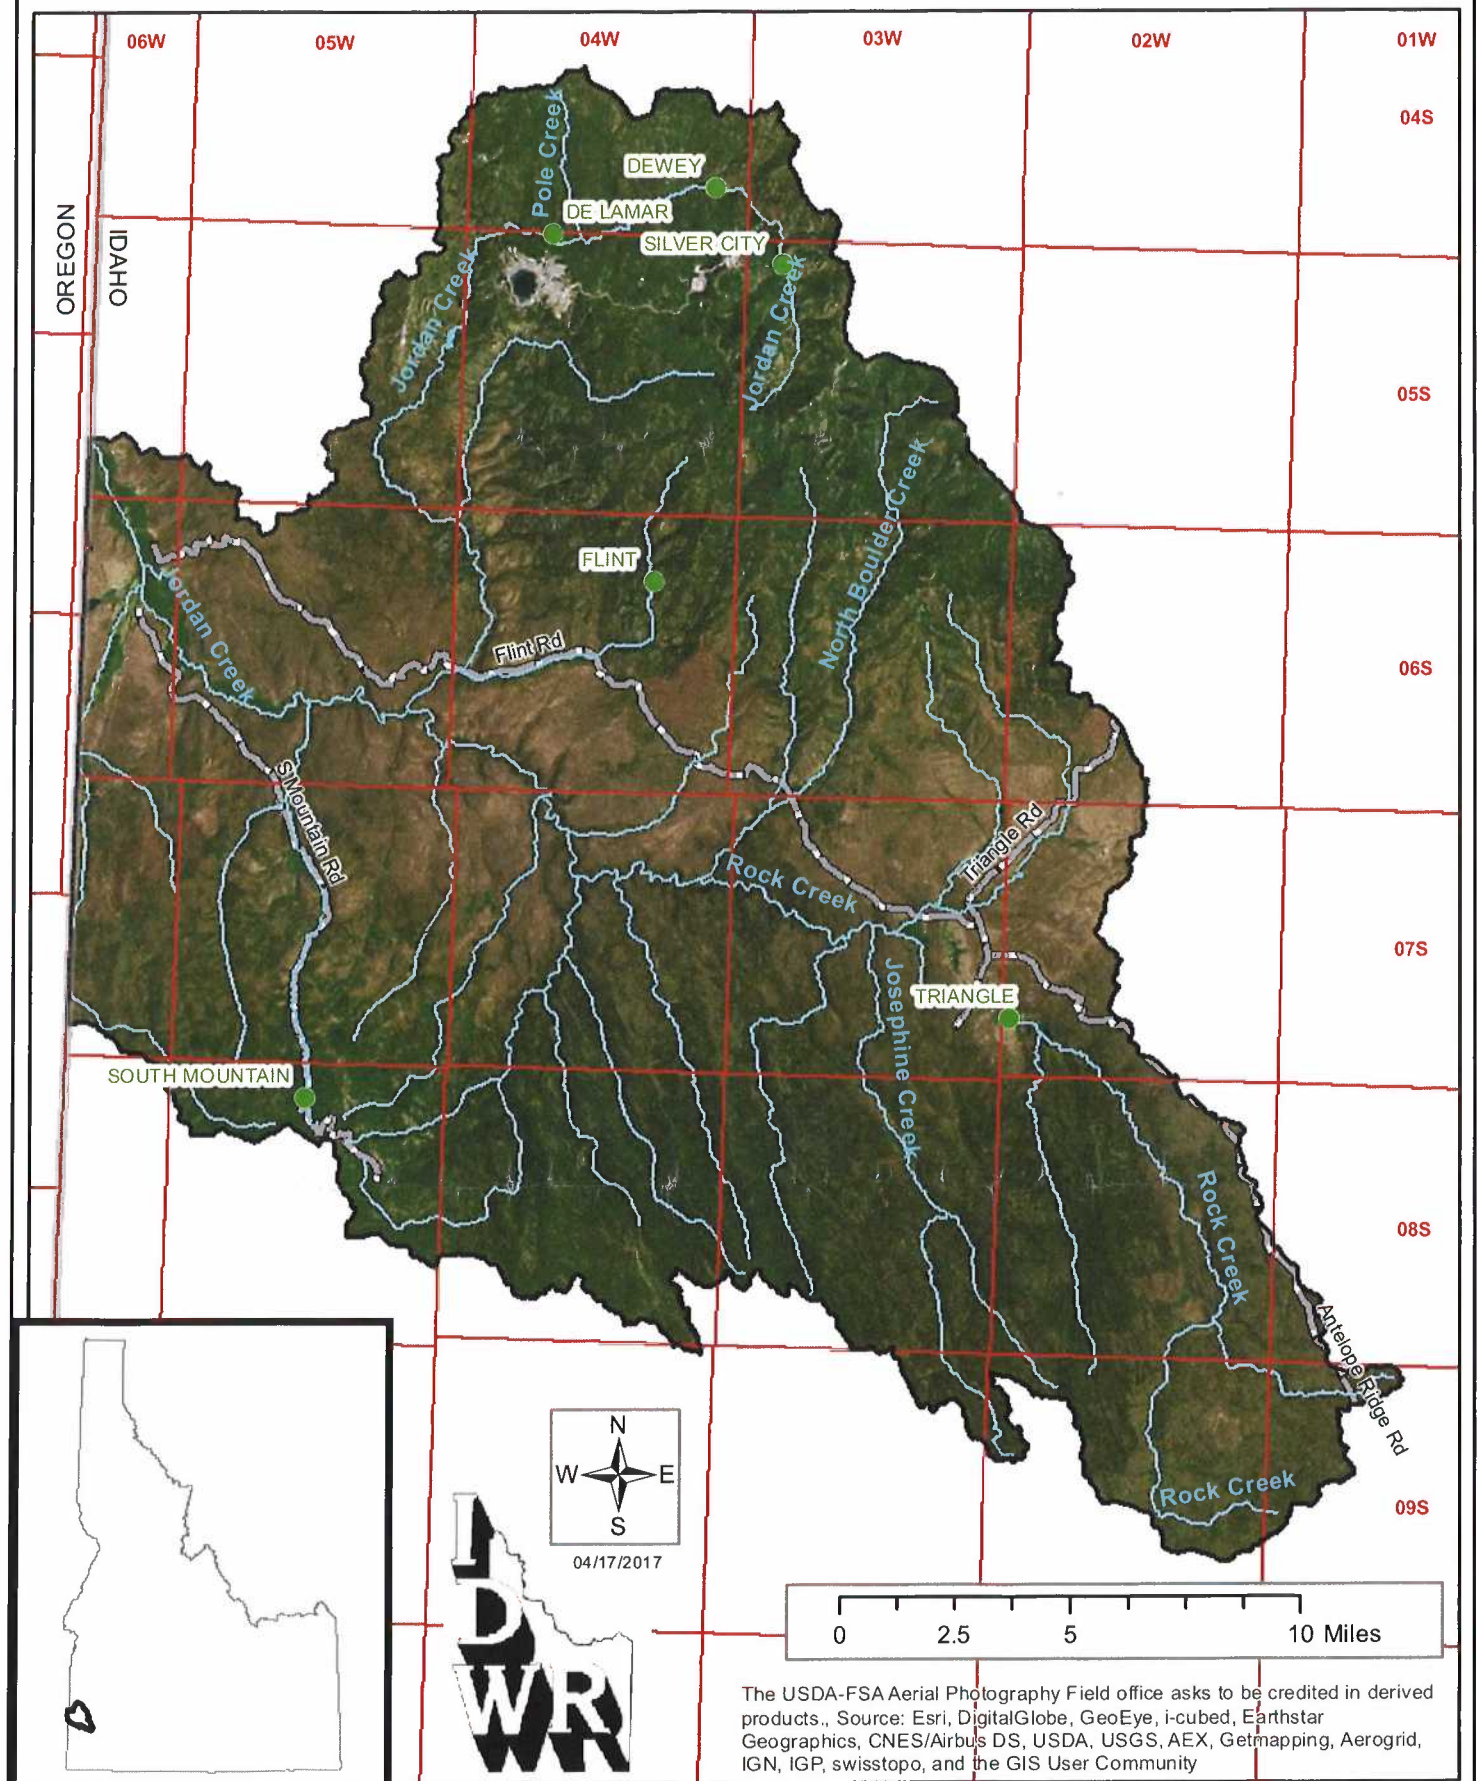 06W
05W
04W
03W
02W
01W
04S
Pole Creek
DEWEY
DE LAMAR
SILVER CITY
OREGON
IDAHO
Jordan Creek
Jordan Creek
05S
North Boulder Creek
FLINT
Jordan Creek
Flint Rd
06S
S Mountain Rd
Triangle Rd
Rock Creek
07S
Josephine Creek
TRIANGLE
SOUTH MOUNTAIN
Rock Creek
08S
Antelope Ridge Rd
Rock Creek
09S
N
W E
S
04/17/2017
I
D
WR
0 2.5 5 10 Miles
The USDA-FSA Aerial Photography Field office asks to be credited in derived
products., Source: Esri, DigitalGlobe, GeoEye, i-cubed, Earthstar
Geographics, CNES/Airbus DS, USDA, USGS, AEX, Getmapping, Aerogrid,
IGN, IGP, swisstopo, and the GIS User Community